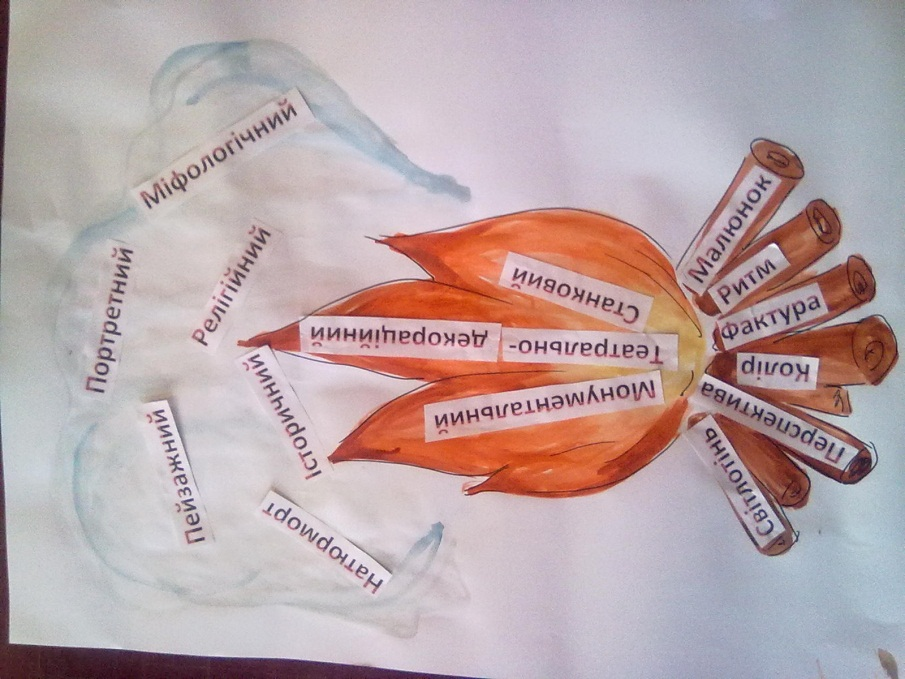 Міфологічний
Портретний
Релігійний
Пейзажний
Історичний
Натюрморт
Станковий
Театрально-
декораційний
Монументальний
Малюнок
Ритм
фактура
Колір
Перспектива
Світлотінь